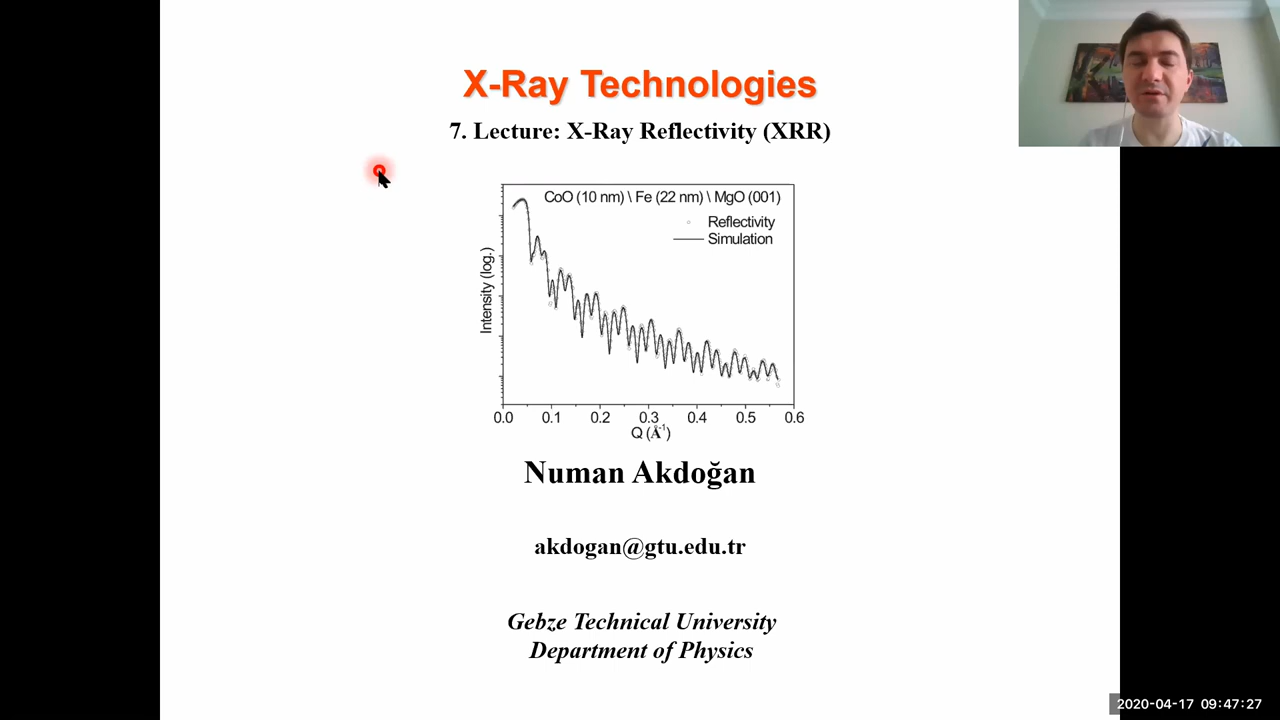 X-Ray Technologies
7. Lecture: X-Ray Reflectivity (XRR)
CoO (10 nm) \ Fe (22 nm) \ MgO (001)
Reflectivity
Simulation
Intensity (log.)
0.0 0.1 0.2 0.3 0.4 0.5 0.6
Q (Å⁻¹)
Numan Akdoğan
akdogan@gtu.edu.tr
Gebze Technical University
Department of Physics
2020-04-17 09:47:27